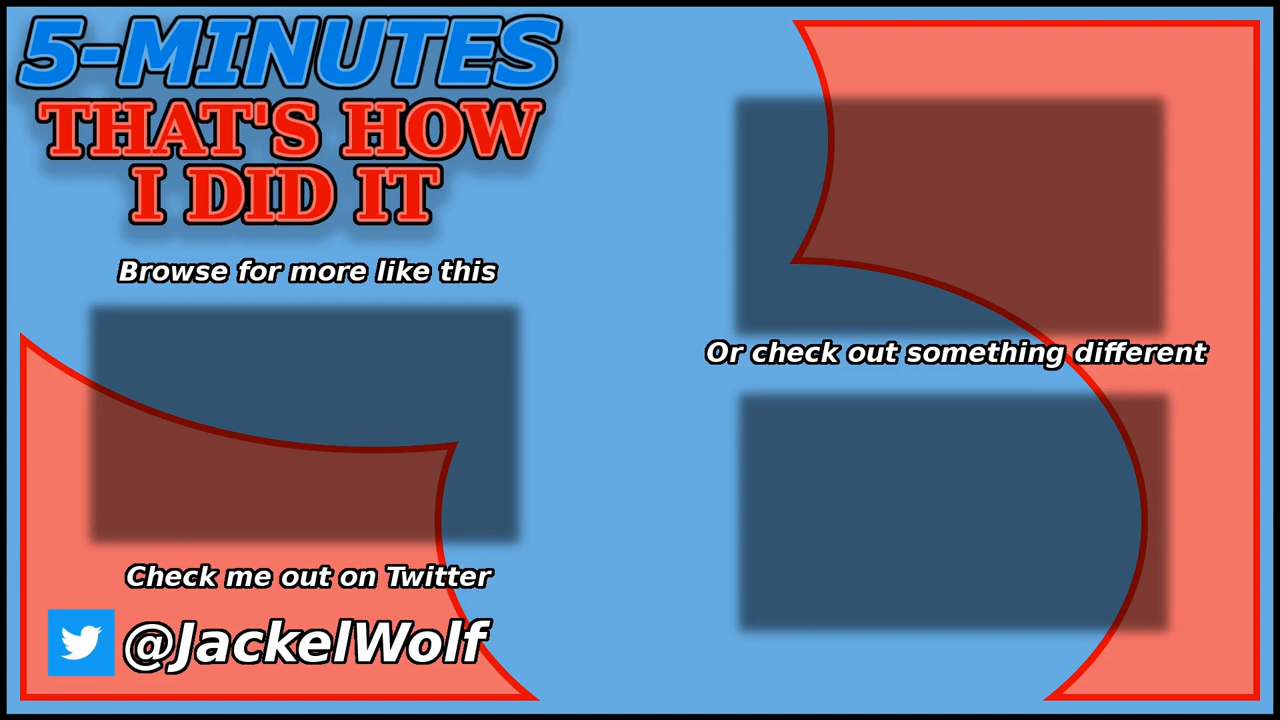 5-MINUTES
THAT'S HOW
I DID IT
Browse for more like this
Or check out something different
Check me out on Twitter
@JackelWolf